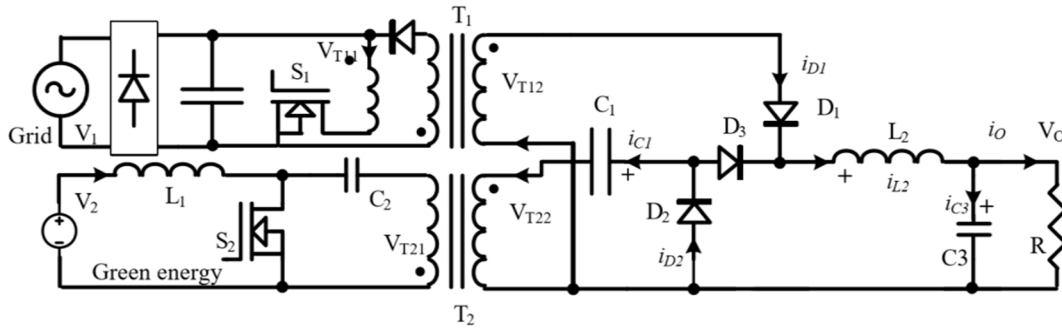 T1
VT11
iD1
S1
VT12
C1
D1
Grid
V1
iC1
D3
L2
iO
VO
+
+
iL2
V2
L1
C2
D2
VT22
iC3
+
S2
VT21
iD2
C3
R
+
−
Green energy
T2